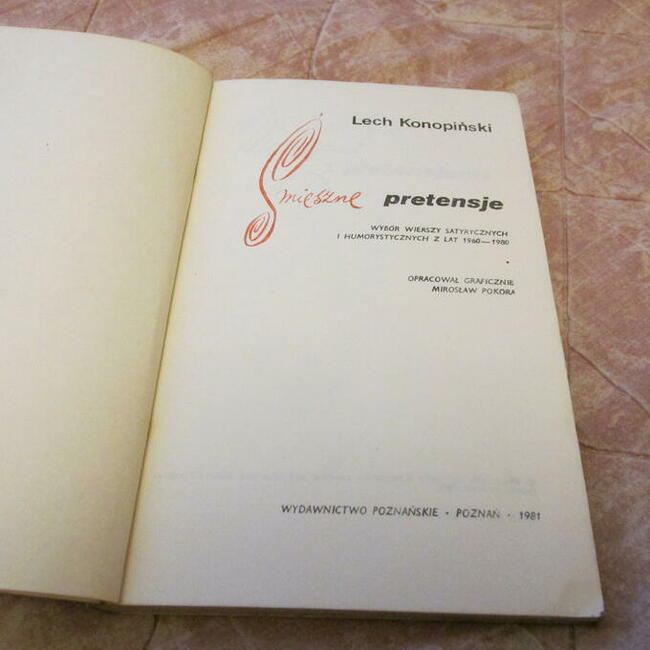 Lech Konopiński
Śmieszne pretensje
WYBÓR WIERSZY SATYRYCZNYCH
I HUMORYSTYCZNYCH Z LAT 1960—1980
OPRACOWAŁ GRAFICZNIE
MIROSŁAW POKORA
WYDAWNICTWO POZNAŃSKIE • POZNAŃ • 1981